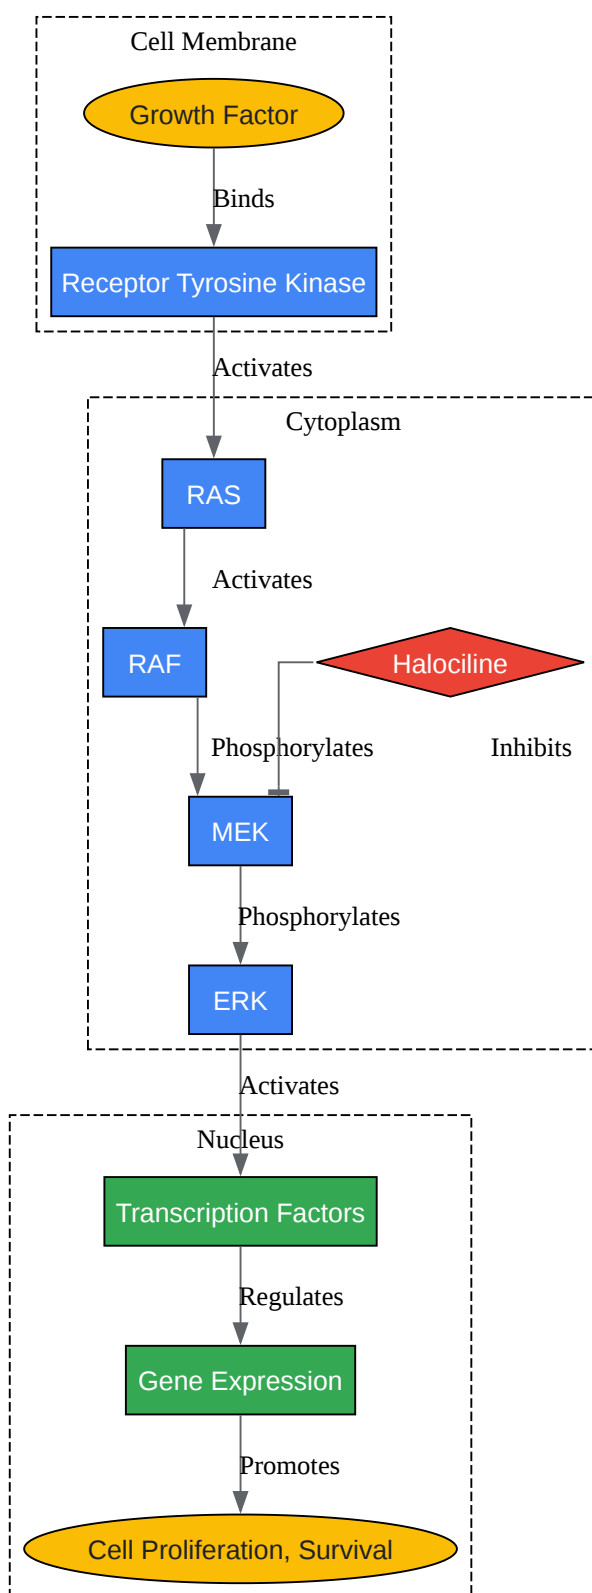 Cell Membrane
Growth Factor
Binds
Receptor Tyrosine Kinase
Activates
Cytoplasm
RAS
Activates
RAF
Halociline
Phosphorylates
Inhibits
MEK
Phosphorylates
ERK
Activates
Nucleus
Transcription Factors
Regulates
Gene Expression
Promotes
Cell Proliferation, Survival